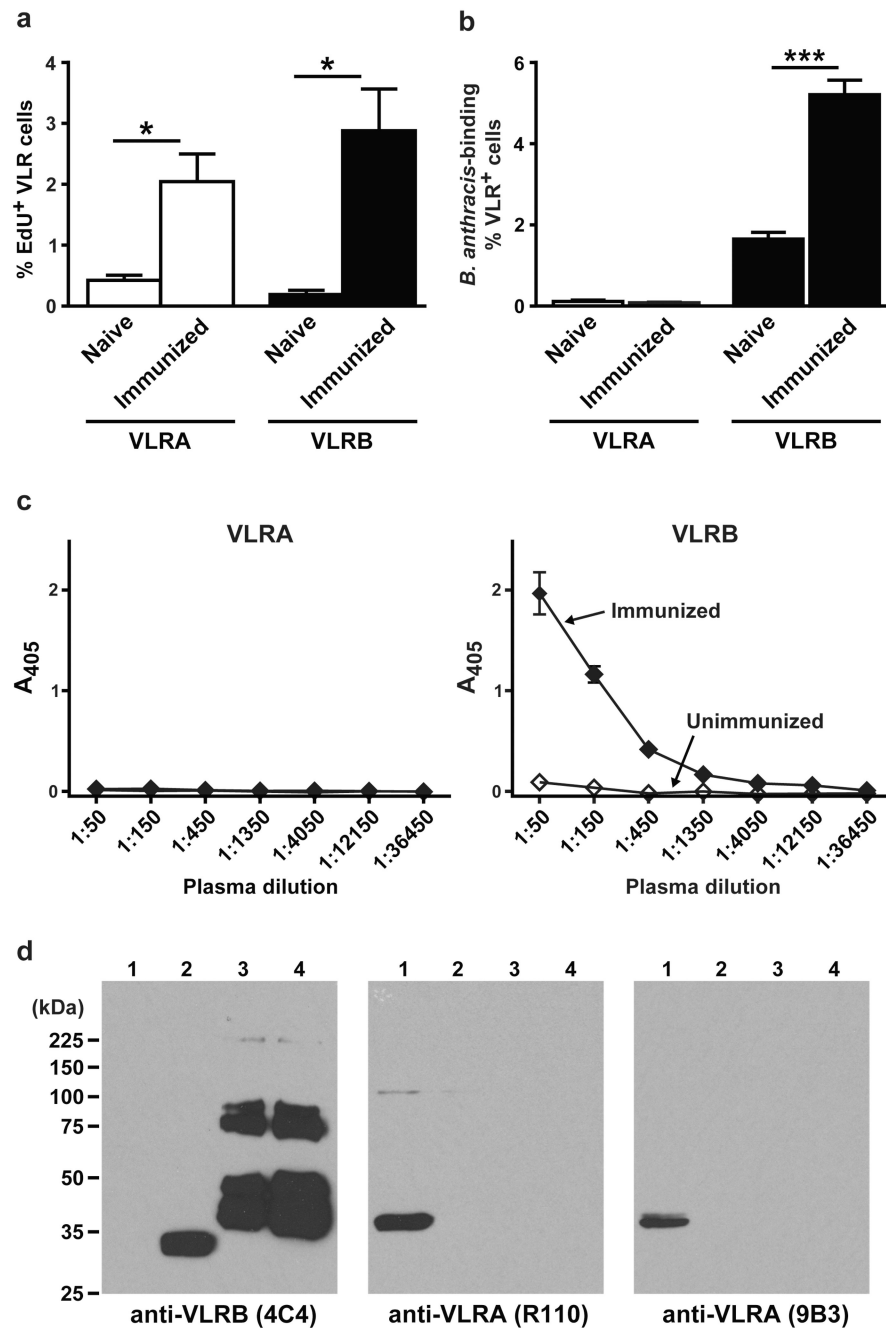 a
% EdU+ VLR cells
4
3
2
1
0
*
*
Naive
Immunized
Naive
Immunized
VLRA
VLRB
b
B. anthracis-binding
% VLR+ cells
6
4
2
0
***
Naive
Immunized
Naive
Immunized
VLRA
VLRB
c
VLRA
A405
2
1
0
1:50
1:150
1:450
1:1350
1:4050
1:12150
1:36450
Plasma dilution
VLRB
A405
2
1
0
Immunized
Unimmunized
1:50
1:150
1:450
1:1350
1:4050
1:12150
1:36450
Plasma dilution
d
1 2 3 4
1 2 3 4
1 2 3 4
(kDa)
225
150
100
75
50
35
25
anti-VLRB (4C4)
anti-VLRA (R110)
anti-VLRA (9B3)